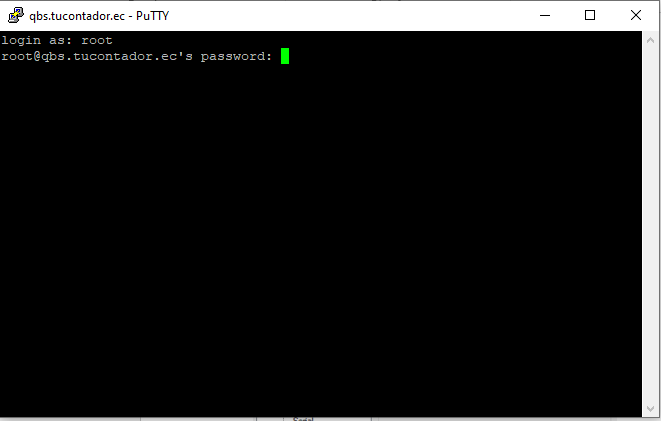 qbs.tucontador.ec - PuTTY
login as: root
root@qbs.tucontador.ec's password: